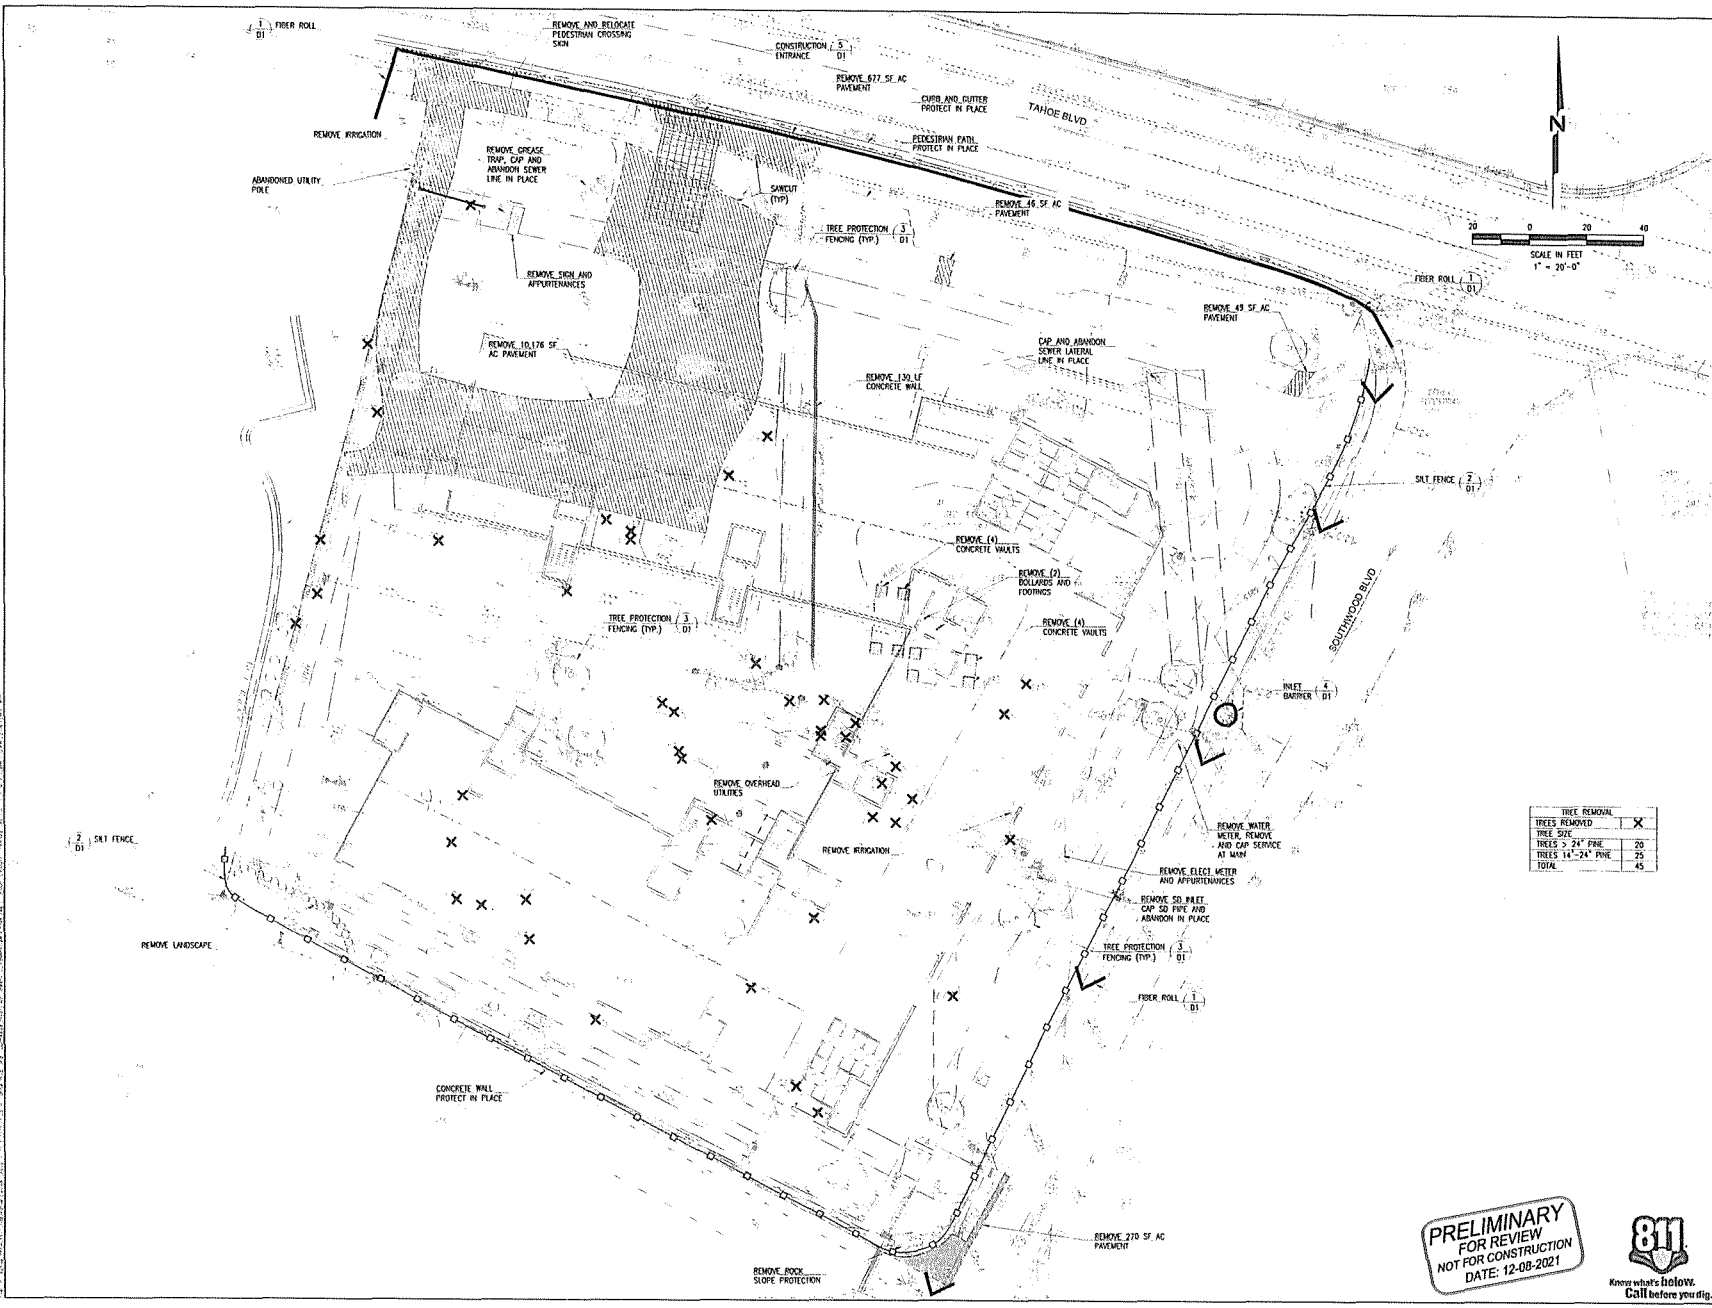 1
D1
FIBER ROLL
REMOVE AND RELOCATE
PEDESTRIAN CROSSING
SIGN
CONSTRUCTION
ENTRANCE
5
D1
REMOVE 677 SF AC
PAVEMENT
CURB AND GUTTER
PROTECT IN PLACE
TAHOE BLVD
PEDESTRIAN PATH
PROTECT IN PLACE
N
REMOVE IRRIGATION
REMOVE GREASE
TRAP, CAP AND
ABANDON SEWER
LINE IN PLACE
ABANDONED UTILITY
POLE
SAWCUT
(TYP)
REMOVE 46 SF AC
PAVEMENT
TREE PROTECTION
FENCING (TYP.)
3
D1
20 0 20 40
SCALE IN FEET
1" = 20'-0"
REMOVE SIGN AND
APPURTENANCES
FIBER ROLL
1
D1
REMOVE 49 SF AC
PAVEMENT
REMOVE 10,176 SF
AC PAVEMENT
CAP AND ABANDON
SEWER LATERAL
LINE IN PLACE
REMOVE 130 LF
CONCRETE WALL
SILT FENCE
2
D1
REMOVE (4)
CONCRETE VAULTS
REMOVE (2)
BOLLARDS AND
FOOTINGS
SOUTHWOOD BLVD
TREE PROTECTION
FENCING (TYP.)
3
D1
REMOVE (4)
CONCRETE VAULTS
INLET
BARRIER
4
D1
REMOVE OVERHEAD
UTILITIES
2
D1
SILT FENCE
REMOVE IRRIGATION
REMOVE WATER
METER, REMOVE
AND CAP SERVICE
AT MAIN
TREE REMOVAL
TREES REMOVED X
TREE SIZE
TREES > 24" PINE 20
TREES 14"-24" PINE 25
TOTAL 45
REMOVE ELECT METER
AND APPURTENANCES
REMOVE SD INLET
CAP SD PIPE AND
ABANDON IN PLACE
REMOVE LANDSCAPE
TREE PROTECTION
FENCING (TYP.)
3
D1
FIBER ROLL
1
D1
CONCRETE WALL
PROTECT IN PLACE
REMOVE 270 SF AC
PAVEMENT
REMOVE ROCK
SLOPE PROTECTION
PRELIMINARY
FOR REVIEW
NOT FOR CONSTRUCTION
DATE: 12-08-2021
811
Know what's below.
Call before you dig.